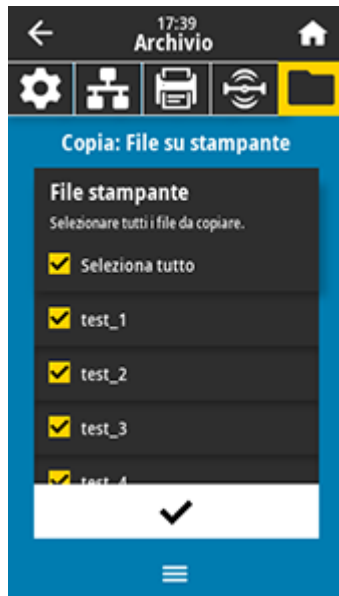 17:39
Archivio
Copia: File su stampante
File stampante
Selezionare tutti i file da copiare.
Seleziona tutto
test_1
test_2
test_3
test_4